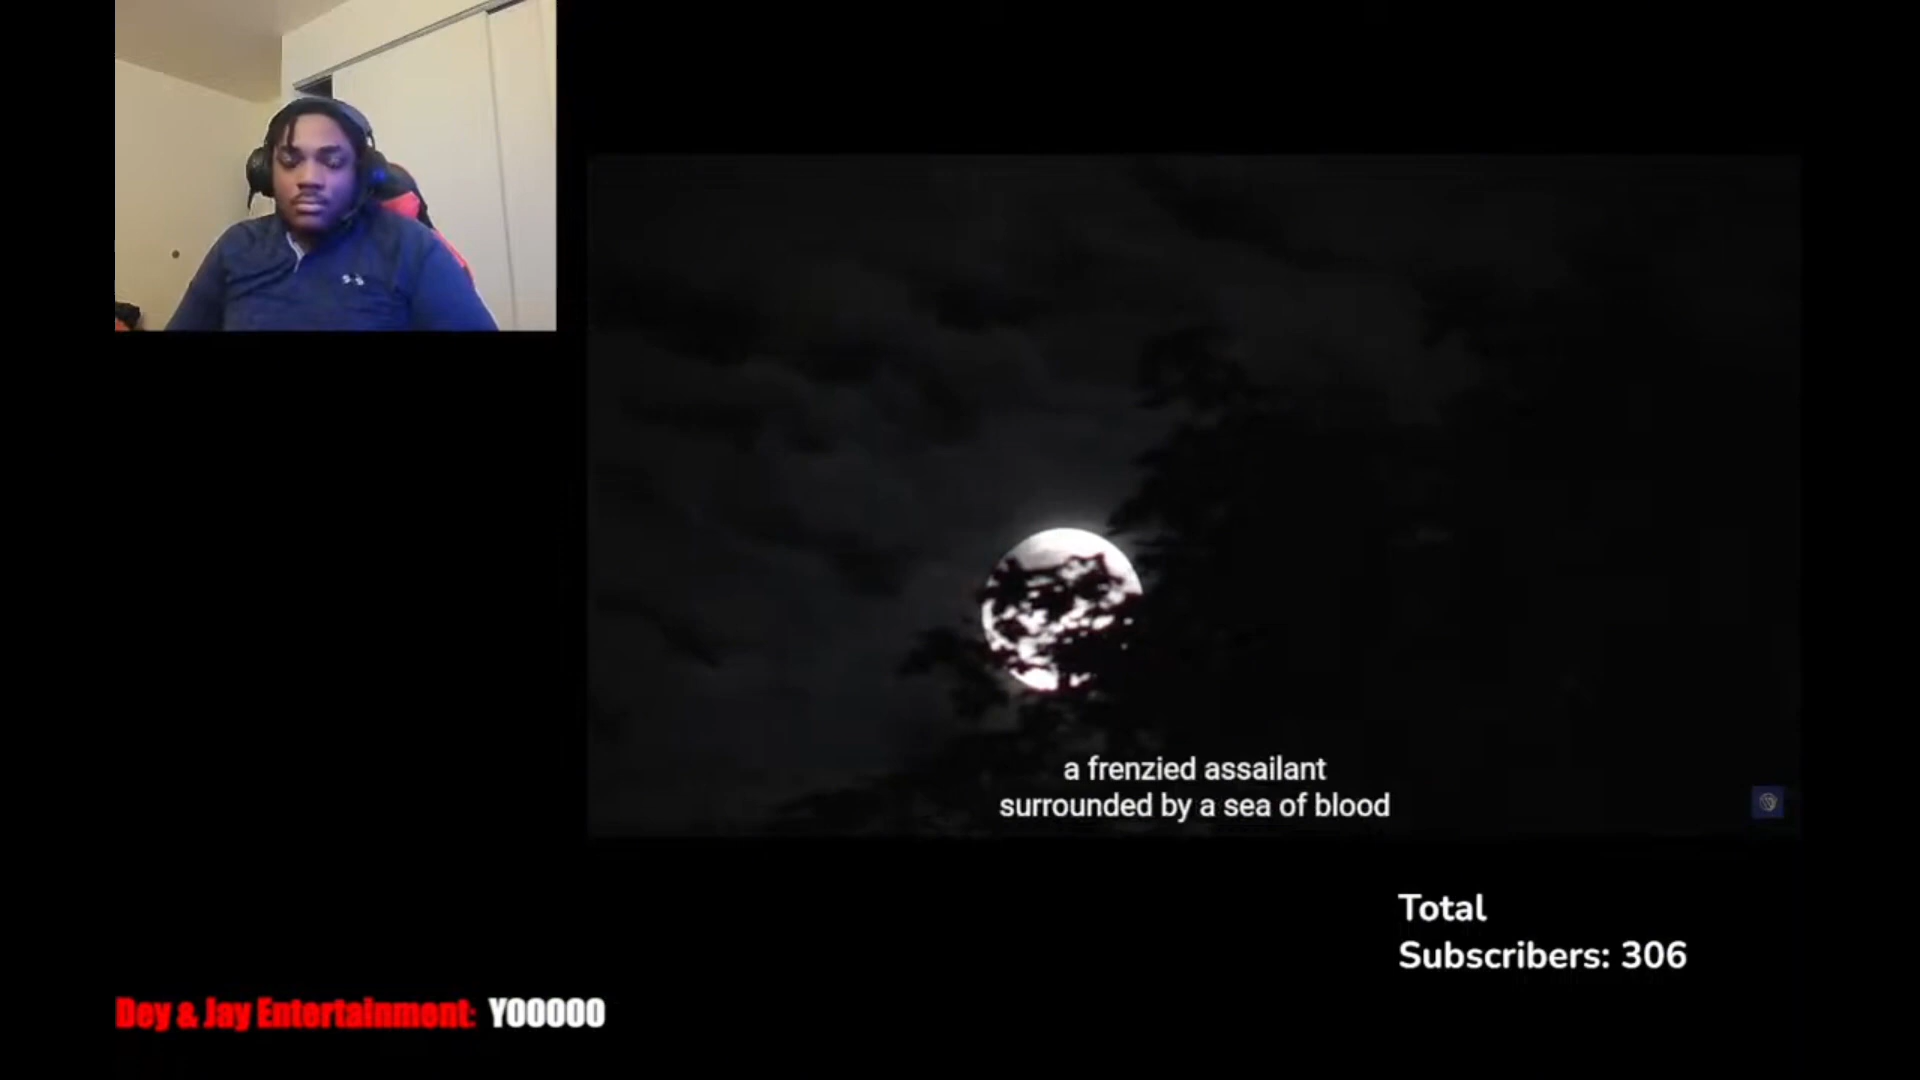 a frenzied assailant
surrounded by a sea of blood
Total
Subscribers: 306
Dey & Jay Entertainment: YOOOOO